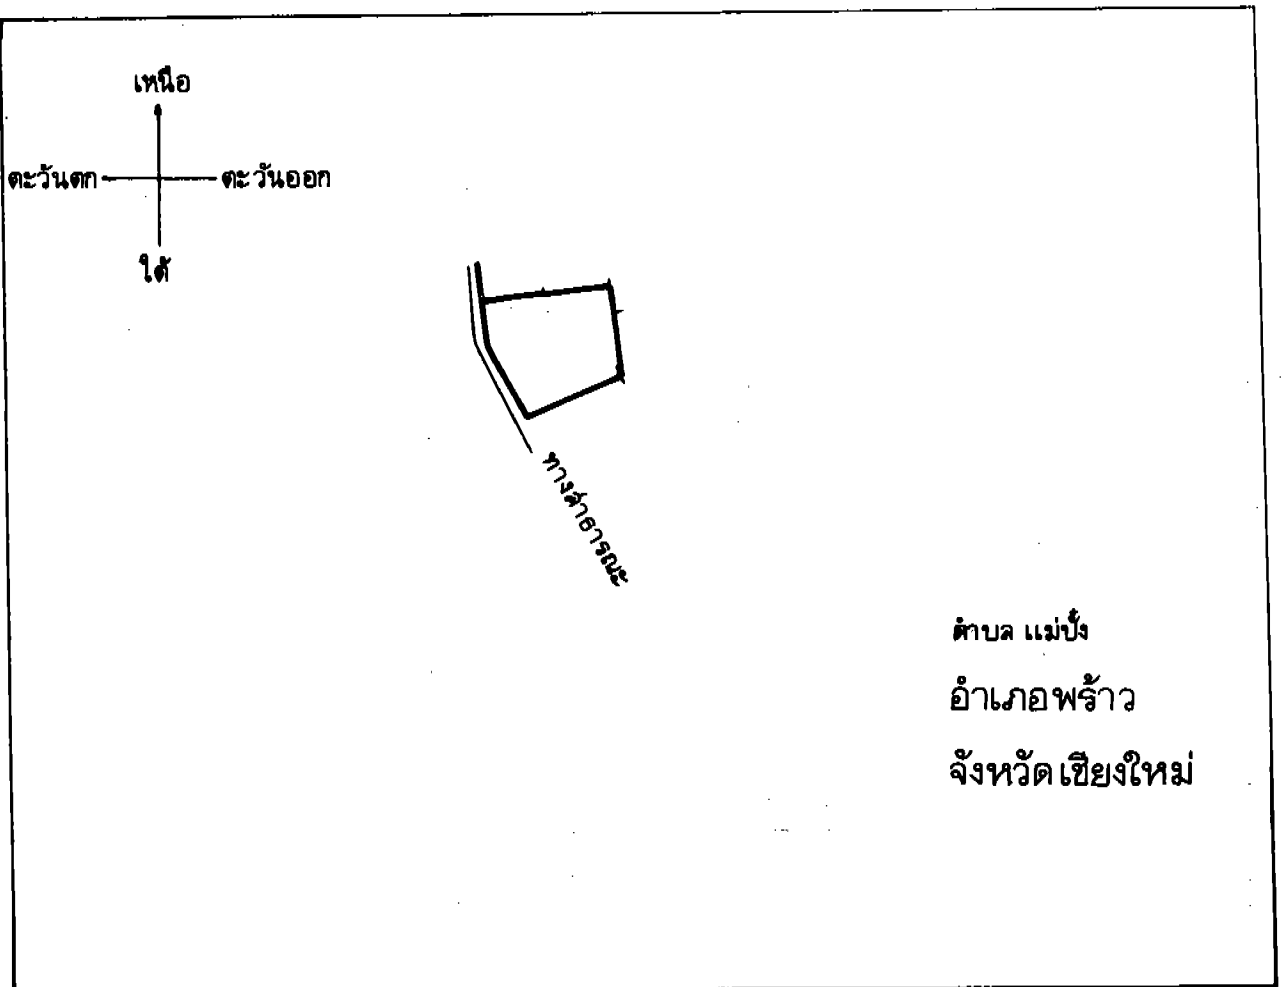 เหนือ
ตะวันตก
ตะวันออก
ใต้
ทางสาธารณะ
ตำบล แม่ปั๋ง
อำเภอพร้าว
จังหวัดเชียงใหม่